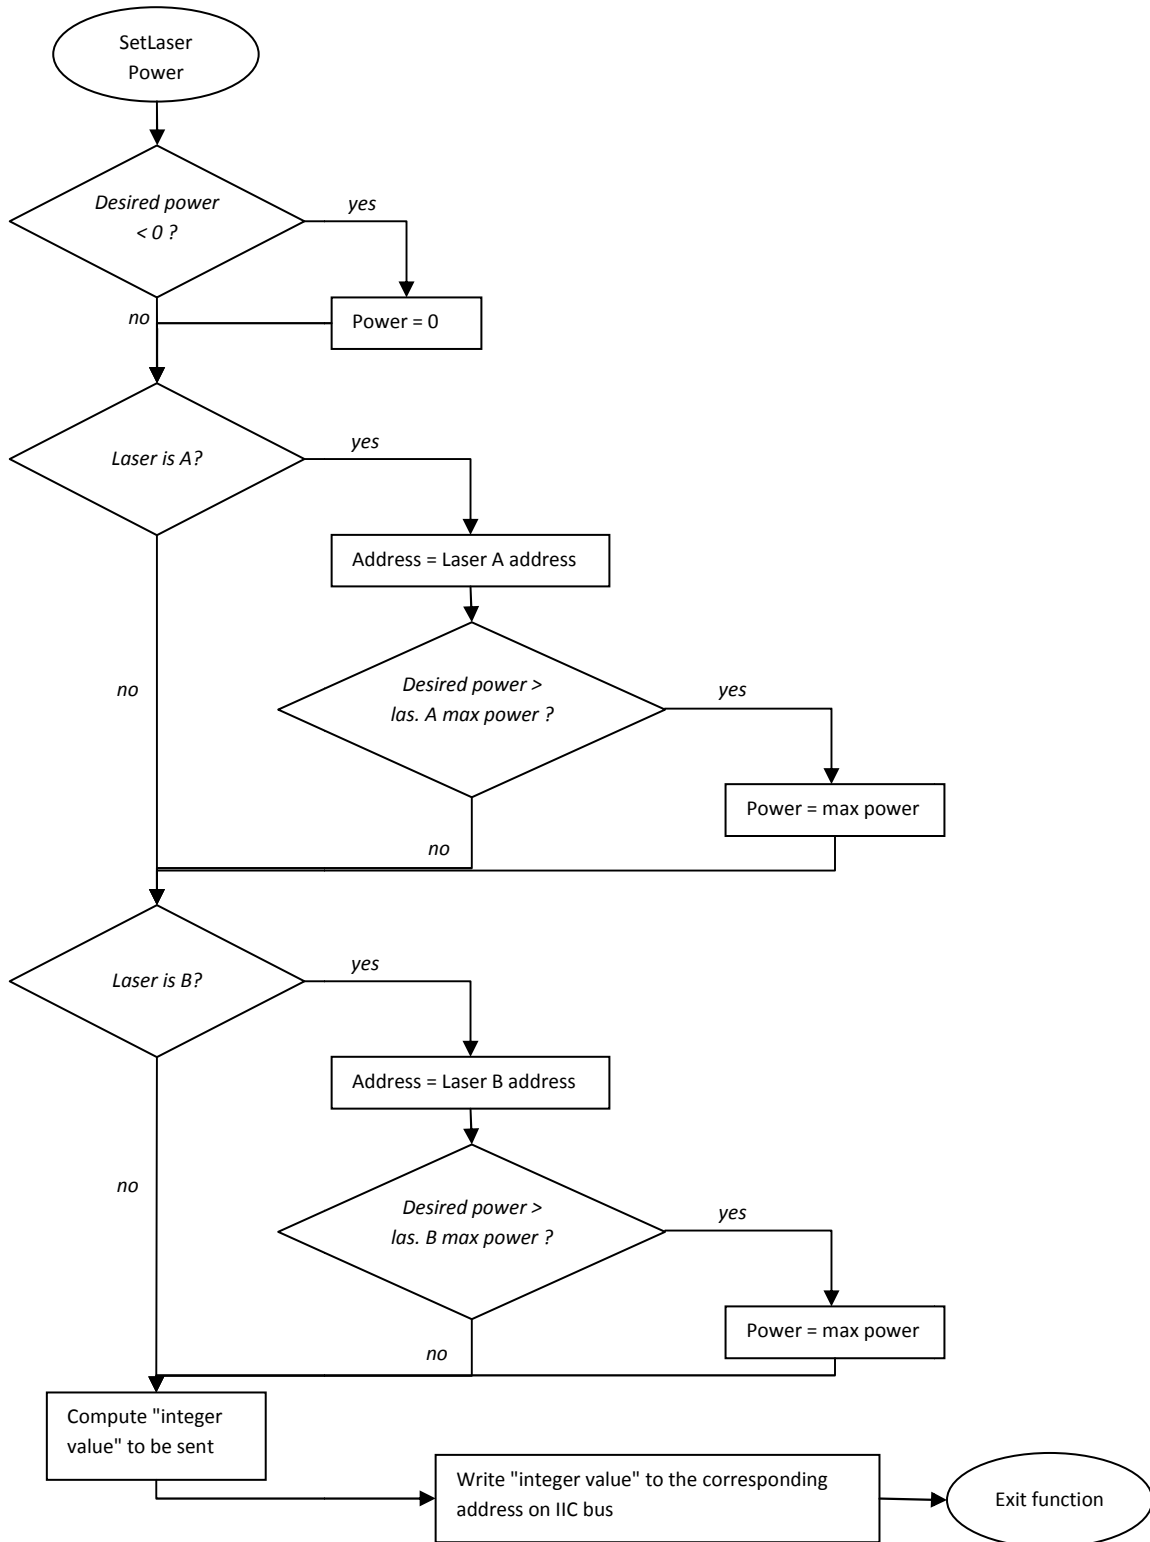 SetLaser
Power
Desired power
< 0 ?
yes
no
Power = 0
Laser is A?
yes
Address = Laser A address
no
Desired power >
las. A max power ?
yes
Power = max power
no
Laser is B?
yes
Address = Laser B address
no
Desired power >
las. B max power ?
yes
Power = max power
no
Compute "integer
value" to be sent
Write "integer value" to the corresponding
address on IIC bus
Exit function